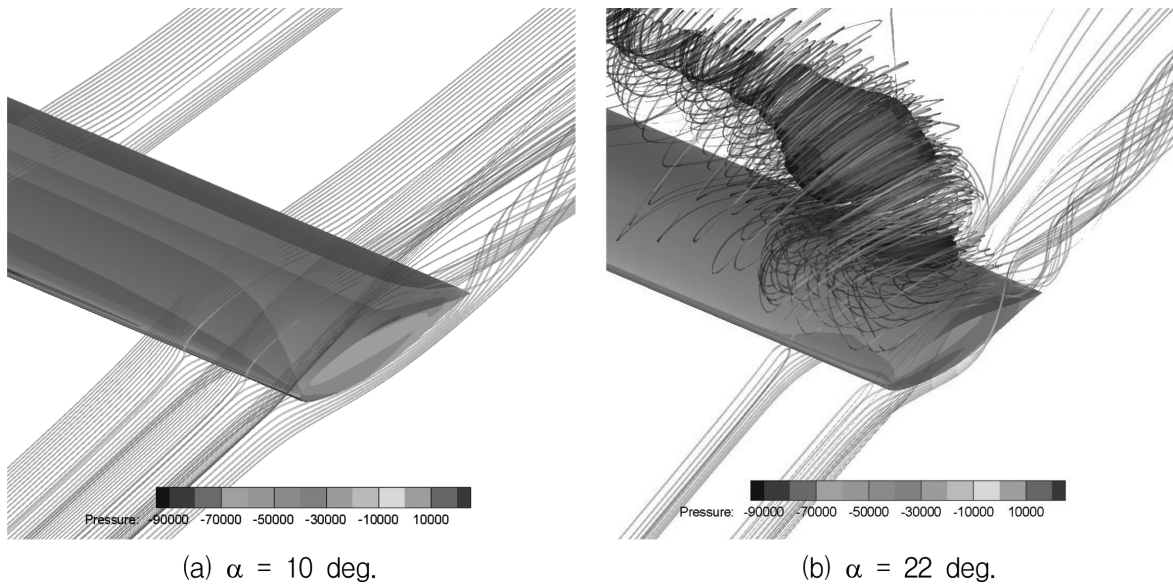 Pressure: -90000 -70000 -50000 -30000 -10000 10000
Pressure: -90000 -70000 -50000 -30000 -10000 10000
(a) α = 10 deg.
(b) α = 22 deg.